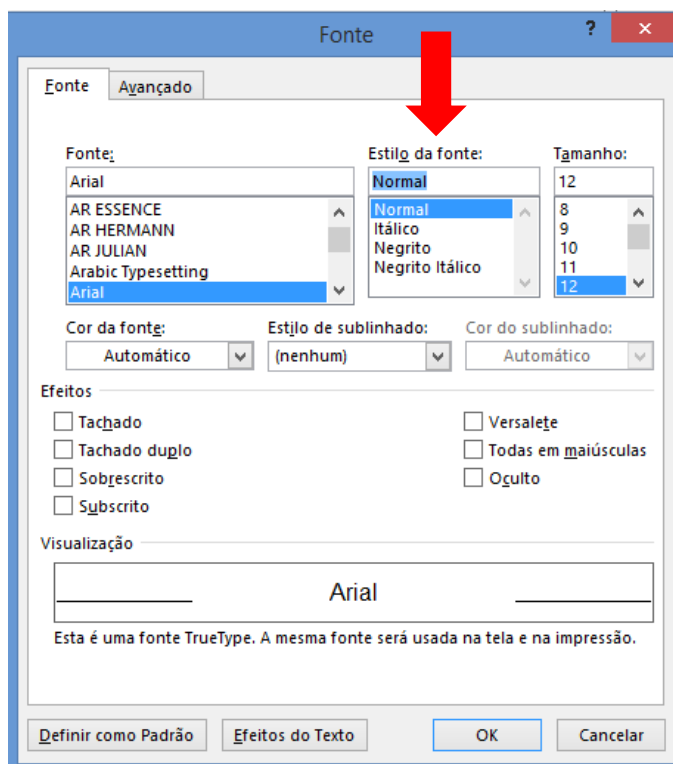 Fonte ? ×
Fonte Avançado
Fonte: Estilo da fonte: Tamanho:
Arial Normal 12
AR ESSENCE Normal 8
AR HERMANN Itálico 9
AR JULIAN Negrito 10
Arabic Typesetting Negrito Itálico 11
Arial 12
Cor da fonte: Estilo de sublinhado: Cor do sublinhado:
Automático (nenhum) Automático
Efeitos
Tachado Versalete
Tachado duplo Todas em maiúsculas
Sobrescrito Oculto
Subscrito
Visualização
Arial
Esta é uma fonte TrueType. A mesma fonte será usada na tela e na impressão.
Definir como Padrão Efeitos do Texto OK Cancelar